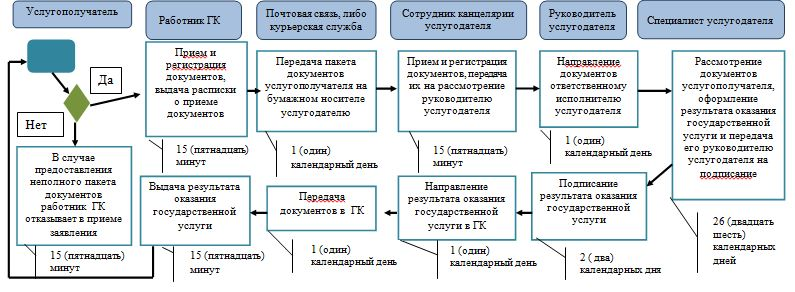 Услугополучатель
Работник ГК
Почтовая связь, либо
курьерская служба
Сотрудник канцелярии
услугодателя
Руководитель
услугодателя
Специалист услугодателя
Да
Нет
Прием и
регистрация
документов,
выдача расписки
о приеме
документов
15 (пятнадцать)
минут
Передача пакета
документов
услугополучателя на
бумажном носителе
услугодателю
1 (один)
календарный день
Прием и регистрация
документов, передача
их на рассмотрение
руководителю
услугодателя
15 (пятнадцать)
минут
Направление
документов
ответственному
исполнителю
услугодателя
1 (один)
календарный день
Рассмотрение
документов
услугополучателя,
оформление
результата оказания
государственной
услуги и передача
его руководителю
услугодателя на
подписание
26 (двадцать
шесть)
календарных
дней
Подписание
результата оказания
государственной
услуги
2 ( два)
календарных дня
Направление
результата оказания
государственной
услуги в ГК
1 (один)
календарный день
Передача
документов в ГК
1 (один)
календарный день
Выдача результата
оказания
государственной
услуги
15 (пятнадцать)
минут
В случае
предоставления
неполного пакета
документов
работник ГК
отказывает в приеме
заявления
15 (пятнадцать)
минут